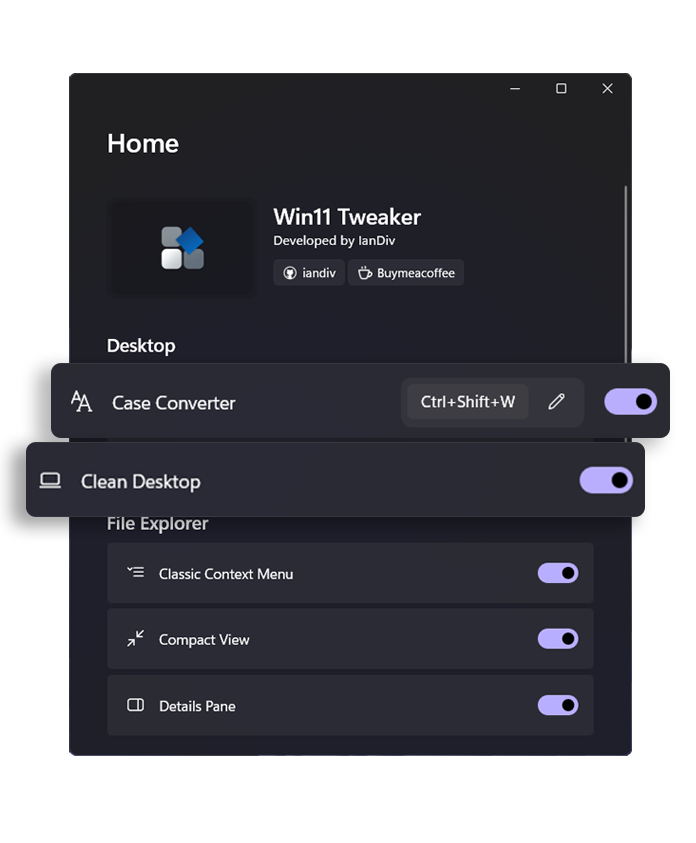 Home
Win11 Tweaker
Developed by IanDiv
iandiv
Buymeacoffee
Desktop
Case Converter
Ctrl+Shift+W
Clean Desktop
File Explorer
Classic Context Menu
Compact View
Details Pane